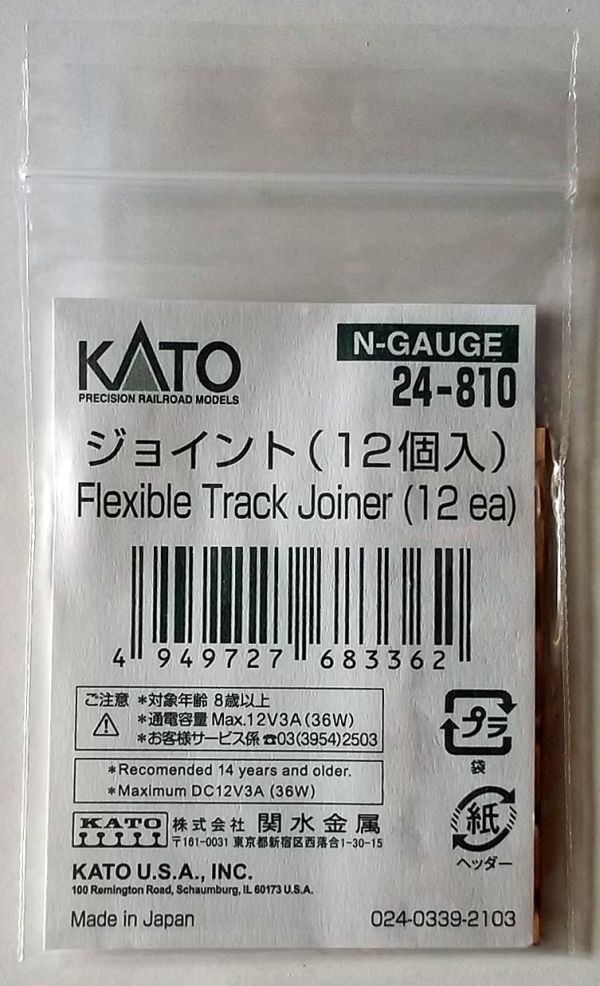 KATO
PRECISION RAILROAD MODELS
N-GAUGE
24-810
ジョイント(12個入)
Flexible Track Joiner (12 ea)
4 949727 683362
ご注意 *対象年齢 8歳以上
*通電容量 Max.12V3A(36W)
*お客様サービス係 ☎03(3954)2503
*Recomended 14 years and older.
*Maximum DC12V3A (36W)
プラ
袋
紙
ヘッダー
KATO 株式会社 関水金属
〒161-0031 東京都新宿区西落合1-30-15
KATO U.S.A., INC.
100 Remington Road, Schaumburg, IL 60173 U.S.A.
Made in Japan 024-0339-2103